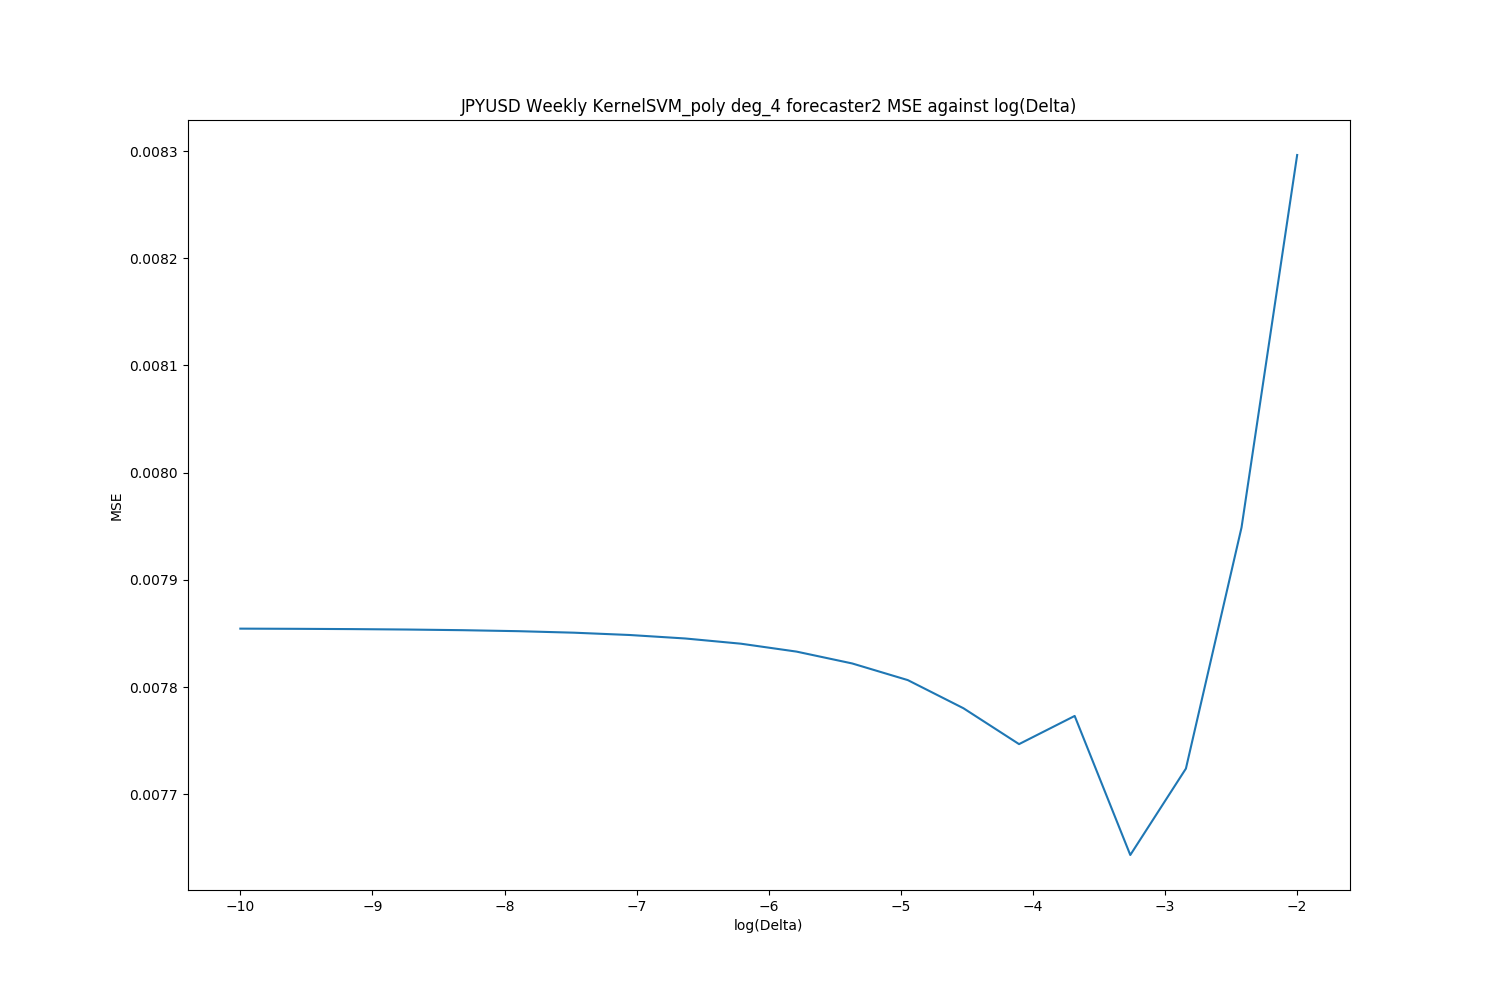 JPYUSD Weekly KernelSVM_poly deg_4 forecaster2 MSE against log(Delta)
0.0083
0.0082
0.0081
0.0080
0.0079
0.0078
0.0077
MSE
−10 −9 −8 −7 −6 −5 −4 −3 −2
log(Delta)